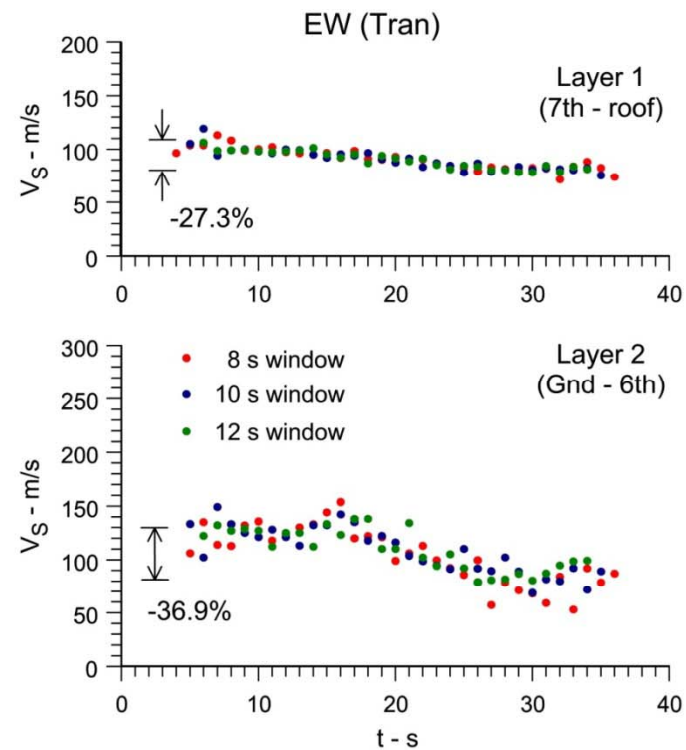 EW (Tran)
200
150
100
50
0
V_S - m/s
Layer 1
(7th - roof)
-27.3%
0 10 20 30 40
300
250
200
150
100
50
0
V_S - m/s
8 s window
10 s window
12 s window
Layer 2
(Gnd - 6th)
-36.9%
0 10 20 30 40
t - s